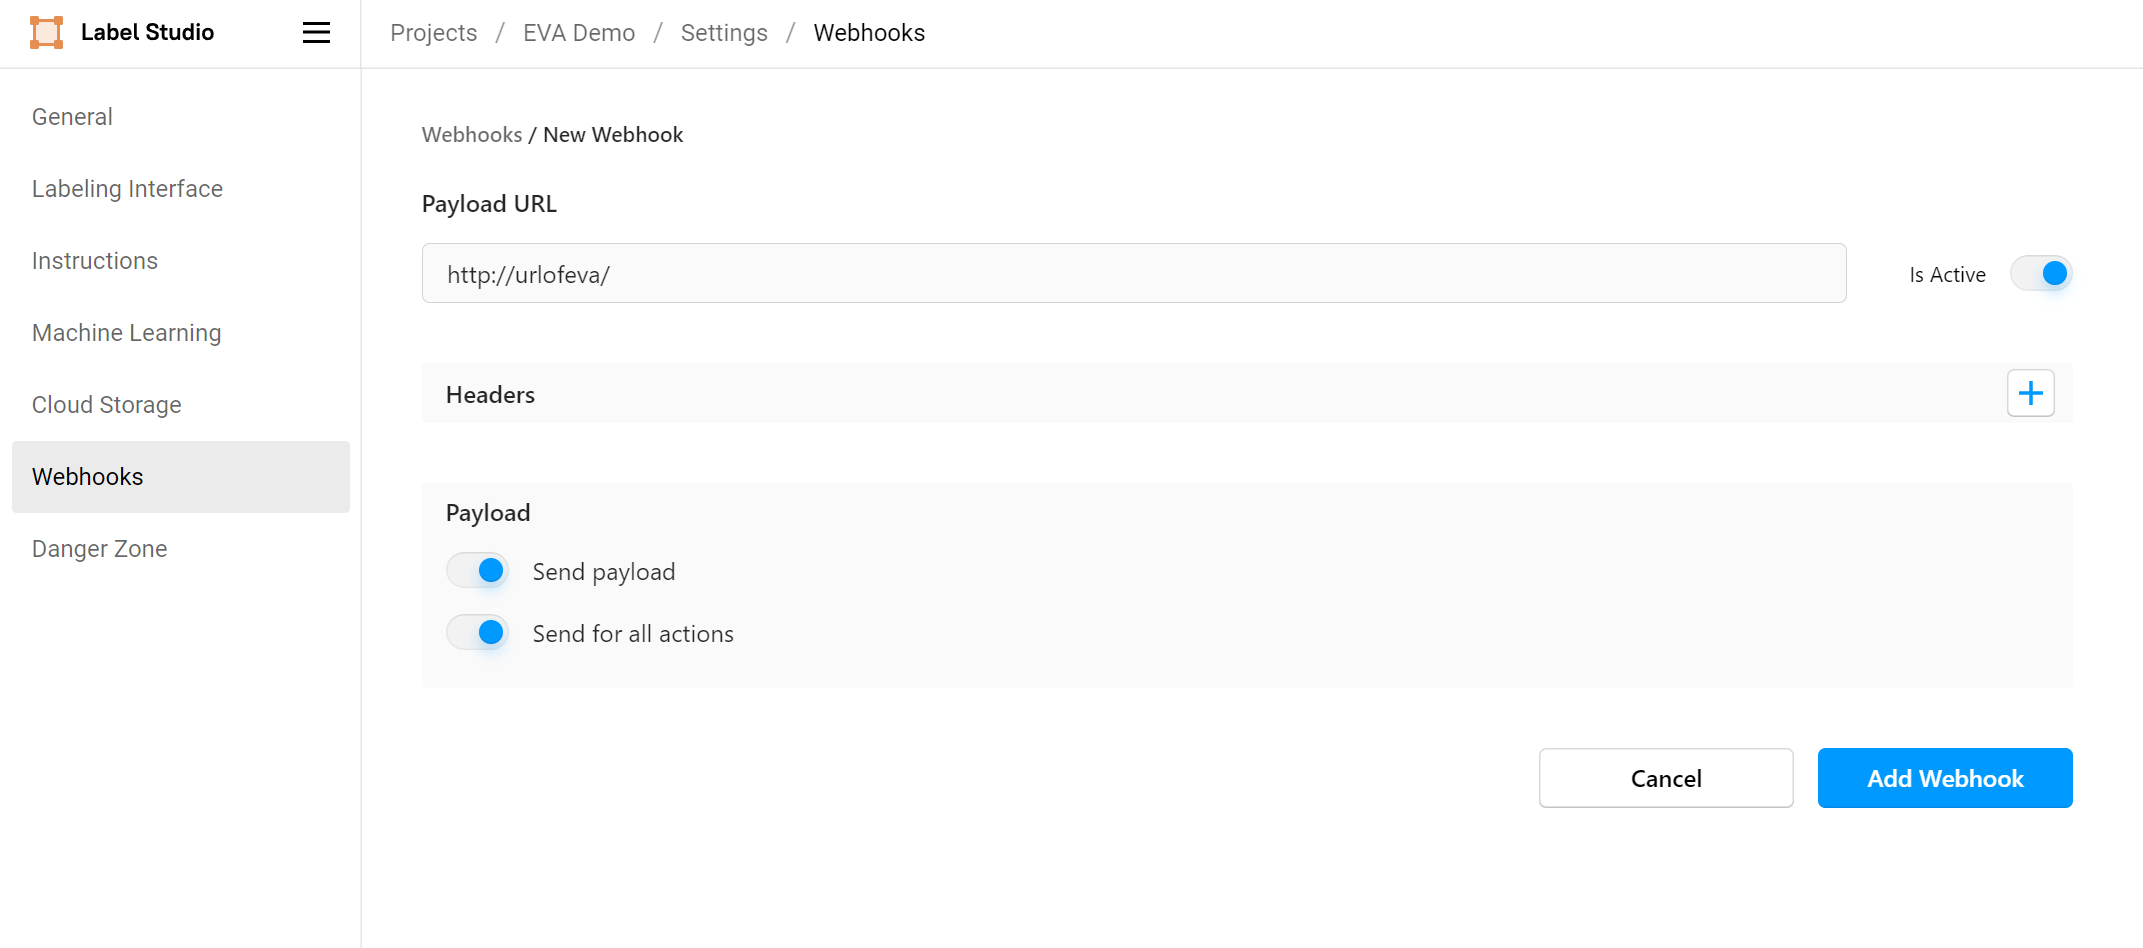 Label Studio
Projects / EVA Demo / Settings / Webhooks
General
Labeling Interface
Instructions
Machine Learning
Cloud Storage
Webhooks
Danger Zone
Webhooks / New Webhook
Payload URL
http://urlofeva/
Is Active
Headers
Payload
Send payload
Send for all actions
Cancel
Add Webhook